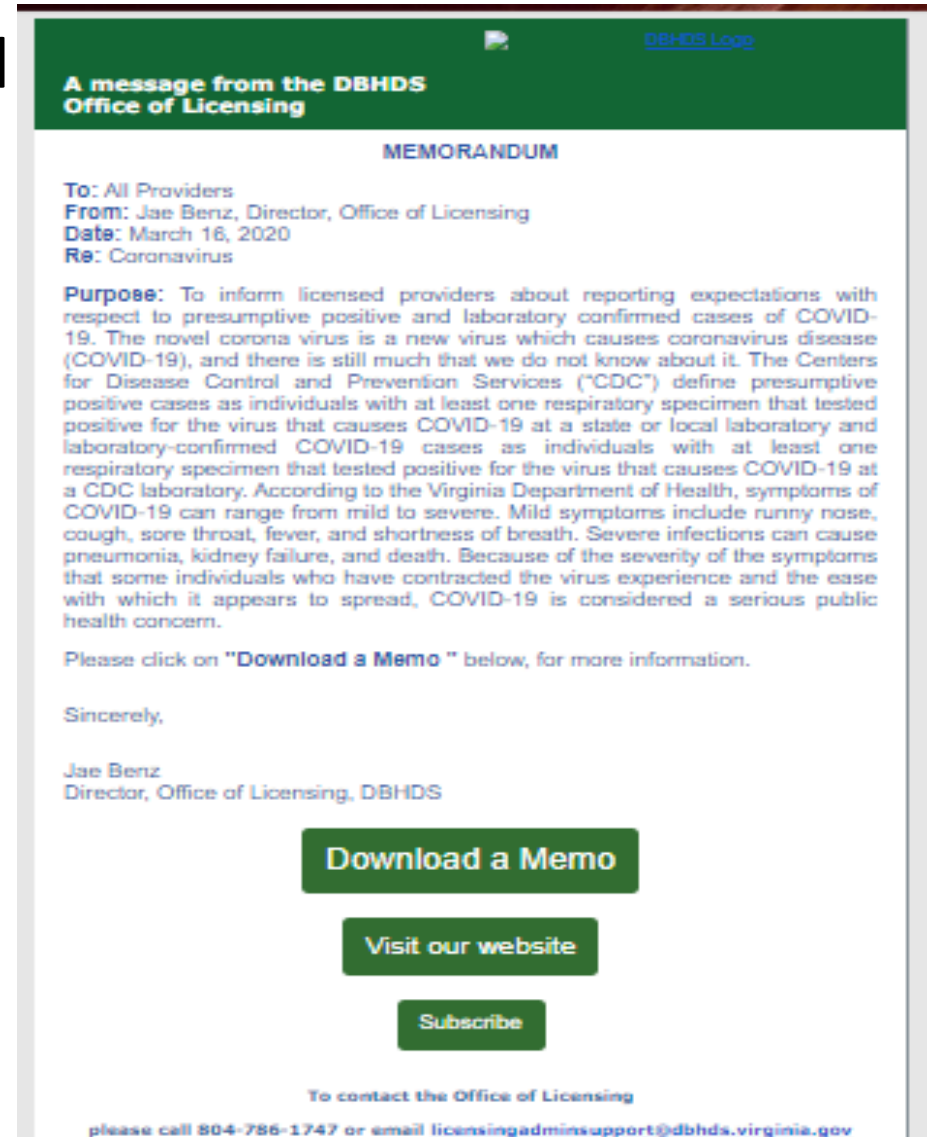 DBHDS Logo
A message from the DBHDS
Office of Licensing
MEMORANDUM
To: All Providers
From: Jae Benz, Director, Office of Licensing
Date: March 16, 2020
Re: Coronavirus
Purpose: To inform licensed providers about reporting expectations with
respect to presumptive positive and laboratory confirmed cases of COVID-
19. The novel corona virus is a new virus which causes coronavirus disease
(COVID-19), and there is still much that we do not know about it. The Centers
for Disease Control and Prevention Services ("CDC") define presumptive
positive cases as individuals with at least one respiratory specimen that tested
positive for the virus that causes COVID-19 at a state or local laboratory and
laboratory-confirmed COVID-19 cases as individuals with at least one
respiratory specimen that tested positive for the virus that causes COVID-19 at
a CDC laboratory. According to the Virginia Department of Health, symptoms of
COVID-19 can range from mild to severe. Mild symptoms include runny nose,
cough, sore throat, fever, and shortness of breath. Severe infections can cause
pneumonia, kidney failure, and death. Because of the severity of the symptoms
that some individuals who have contracted the virus experience and the ease
with which it appears to spread, COVID-19 is considered a serious public
health concern.
Please click on "Download a Memo " below, for more information.
Sincerely,
Jae Benz
Director, Office of Licensing, DBHDS
Download a Memo
Visit our website
Subscribe
To contact the Office of Licensing
please call 804-786-1747 or email licensingadminsupport@dbhds.virginia.gov